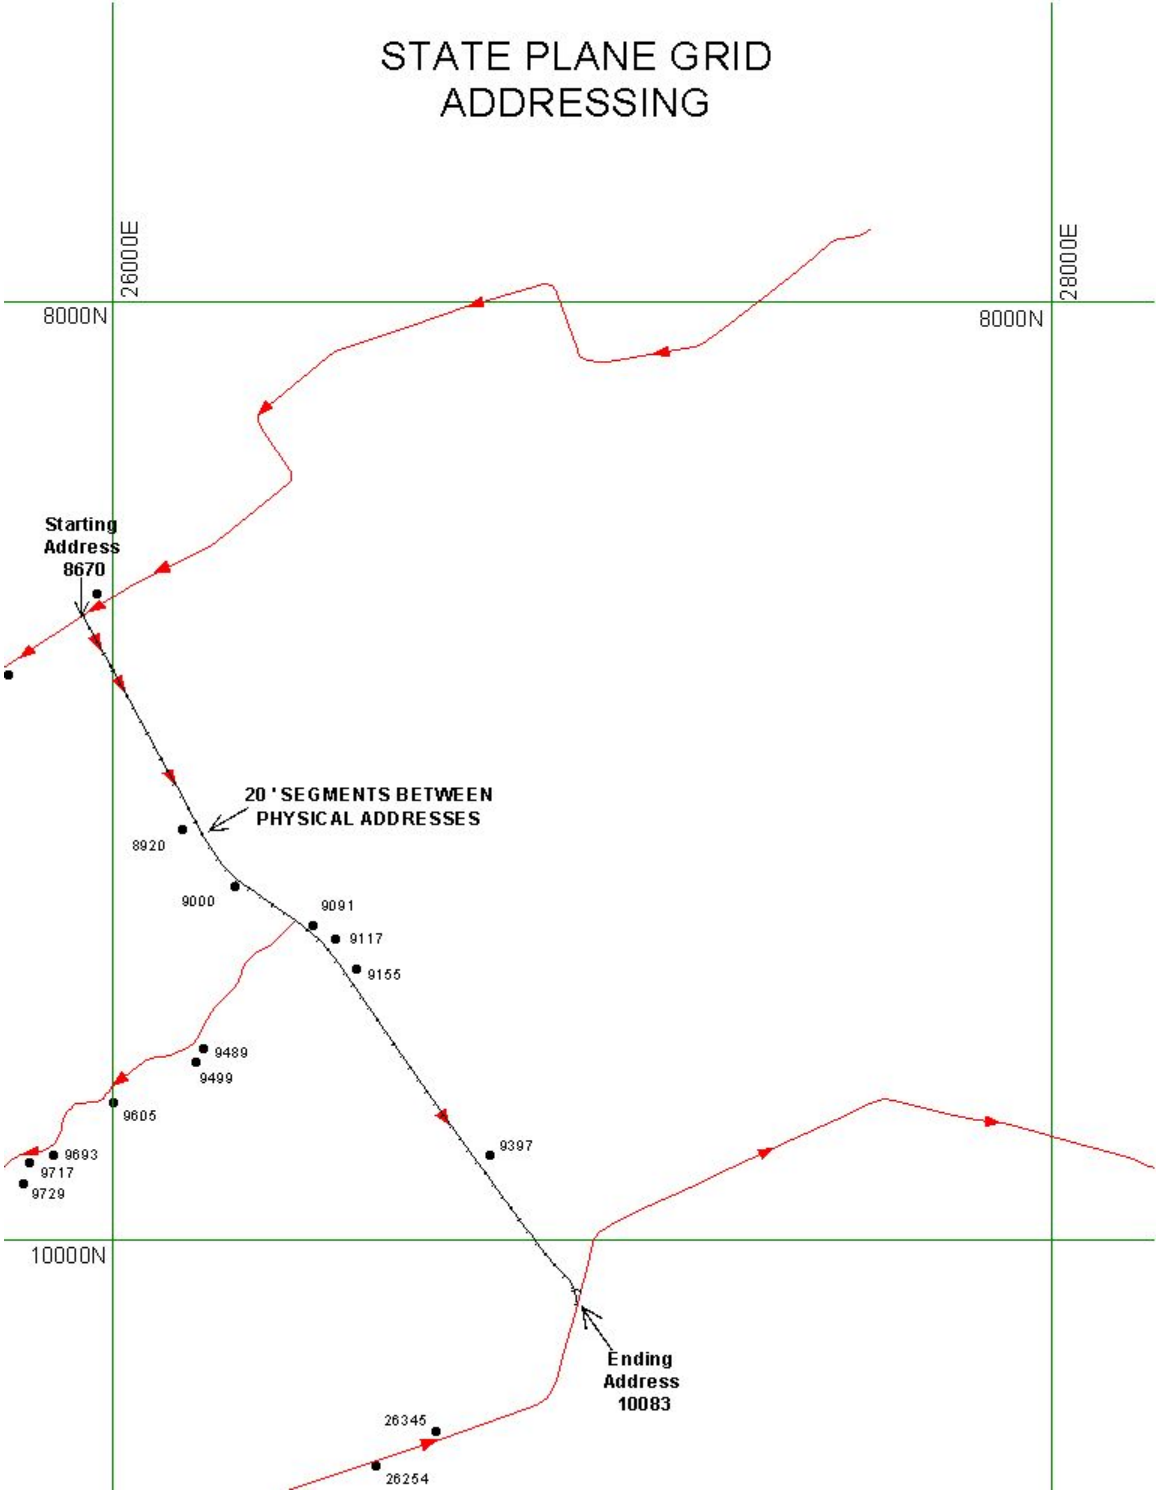 STATE PLANE GRID
ADDRESSING
26000E
28000E
8000N
8000N
Starting
Address
8670
20 ' SEGMENTS BETWEEN
PHYSICAL ADDRESSES
8920
9000
9091
9117
9155
9489
9499
9605
9397
9693
9717
9729
10000N
Ending
Address
10083
26345
26254